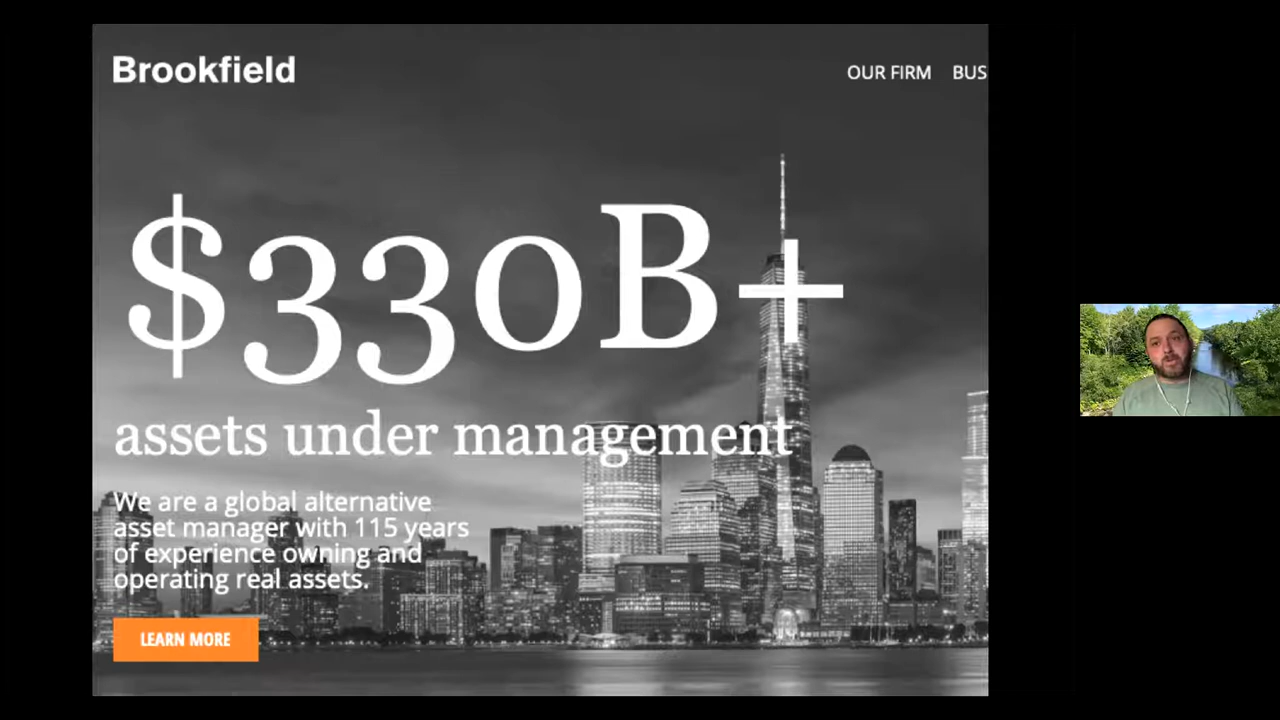 Brookfield
OUR FIRM BUS
$330B+
assets under management
We are a global alternative
asset manager with 115 years
of experience owning and
operating real assets.
LEARN MORE